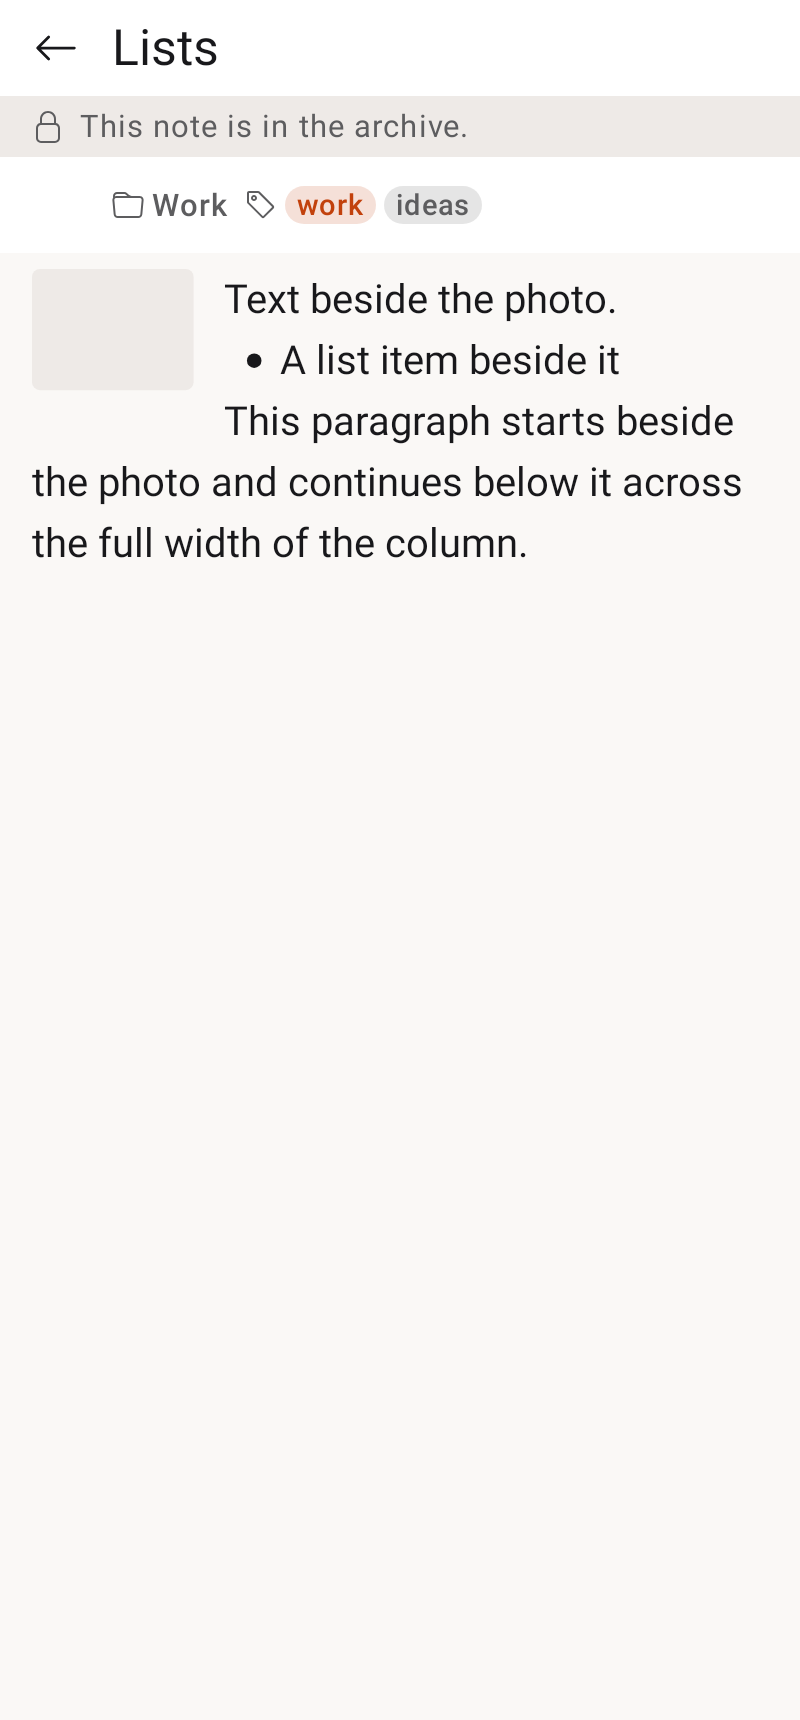 Lists
This note is in the archive.
Work work ideas
Text beside the photo.
• A list item beside it
This paragraph starts beside
the photo and continues below it across
the full width of the column.